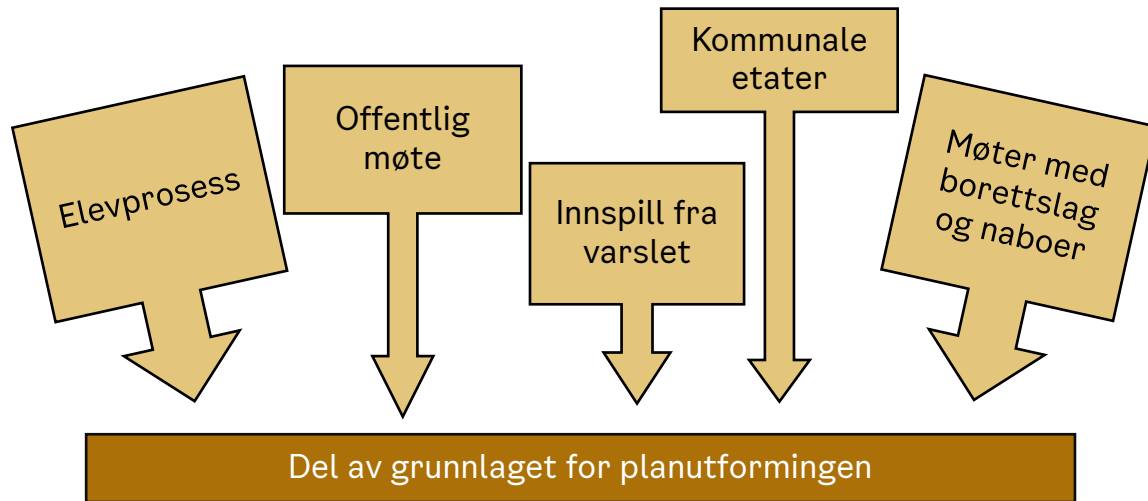 Elevprosess
Offentlig
møte
Innspill fra
varslet
Kommunale
etater
Møter med
borettslag
og naboer
Del av grunnlaget for planutformingen